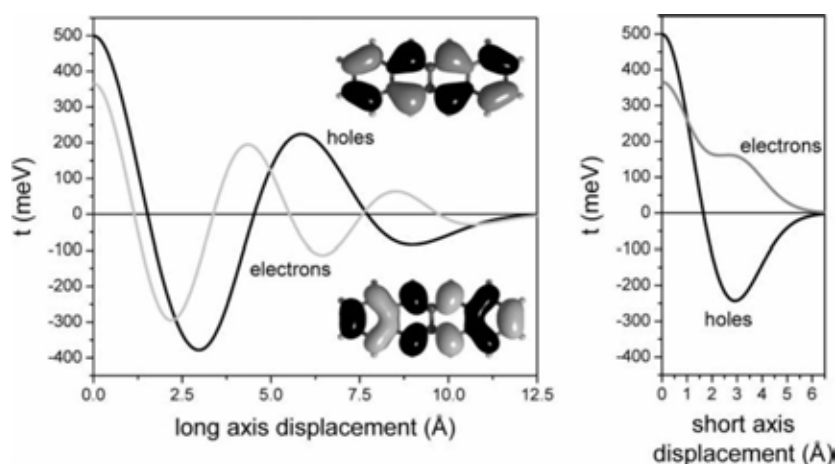 500
400
300
200
100
0
-100
-200
-300
-400
t (meV)
holes
electrons
0.0 2.5 5.0 7.5 10.0 12.5
long axis displacement (Å)
500
400
300
200
100
0
-100
-200
-300
-400
t (meV)
electrons
holes
0 1 2 3 4 5 6
short axis
displacement (Å)